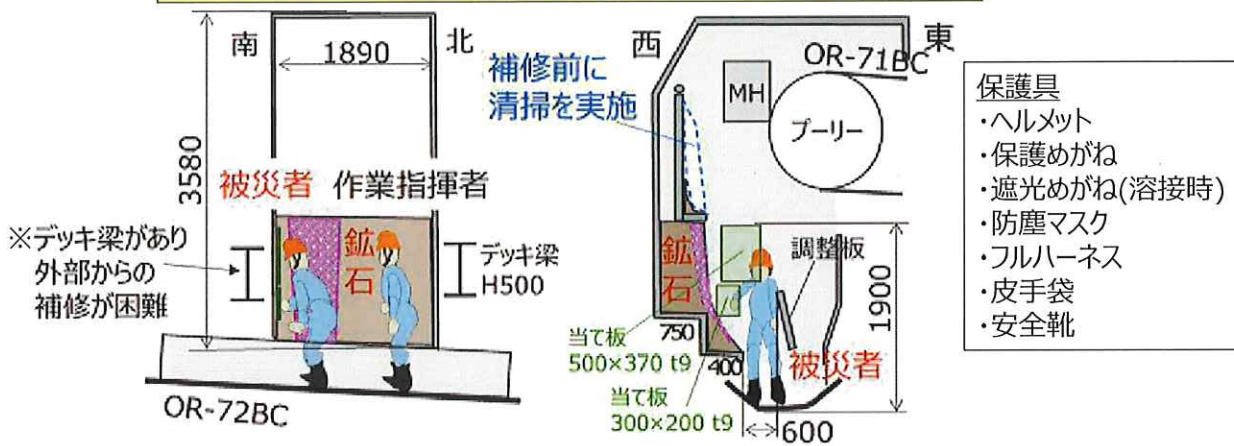 南
北
1890
3580
被災者
作業指揮者
鉱
石
※デッキ梁があり
外部からの
補修が困難
デッキ梁
H500
OR-72BC
西
東
補修前に
清掃を実施
OR-71BC
MH
プーリー
鉱
石
調整板
1900
750
400
当て板
500×370 t9
当て板
300×200 t9
被災者
600
保護具
・ヘルメット
・保護めがね
・遮光めがね(溶接時)
・防塵マスク
・フルハーネス
・皮手袋
・安全靴